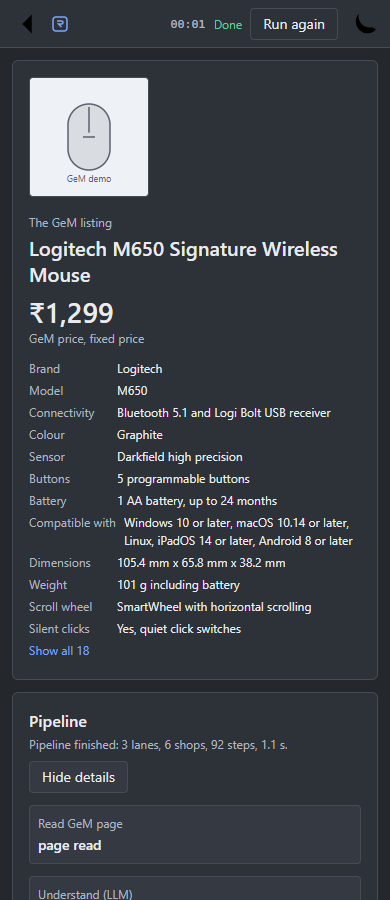 00:01 Done Run again
GeM demo
The GeM listing
Logitech M650 Signature Wireless
Mouse
₹1,299
GeM price, fixed price
Brand Logitech
Model M650
Connectivity Bluetooth 5.1 and Logi Bolt USB receiver
Colour Graphite
Sensor Darkfield high precision
Buttons 5 programmable buttons
Battery 1 AA battery, up to 24 months
Compatible with Windows 10 or later, macOS 10.14 or later,
Linux, iPadOS 14 or later, Android 8 or later
Dimensions 105.4 mm x 65.8 mm x 38.2 mm
Weight 101 g including battery
Scroll wheel SmartWheel with horizontal scrolling
Silent clicks Yes, quiet click switches
Show all 18
Pipeline
Pipeline finished: 3 lanes, 6 shops, 92 steps, 1.1 s.
Hide details
Read GeM page
page read
Understand (LLM)